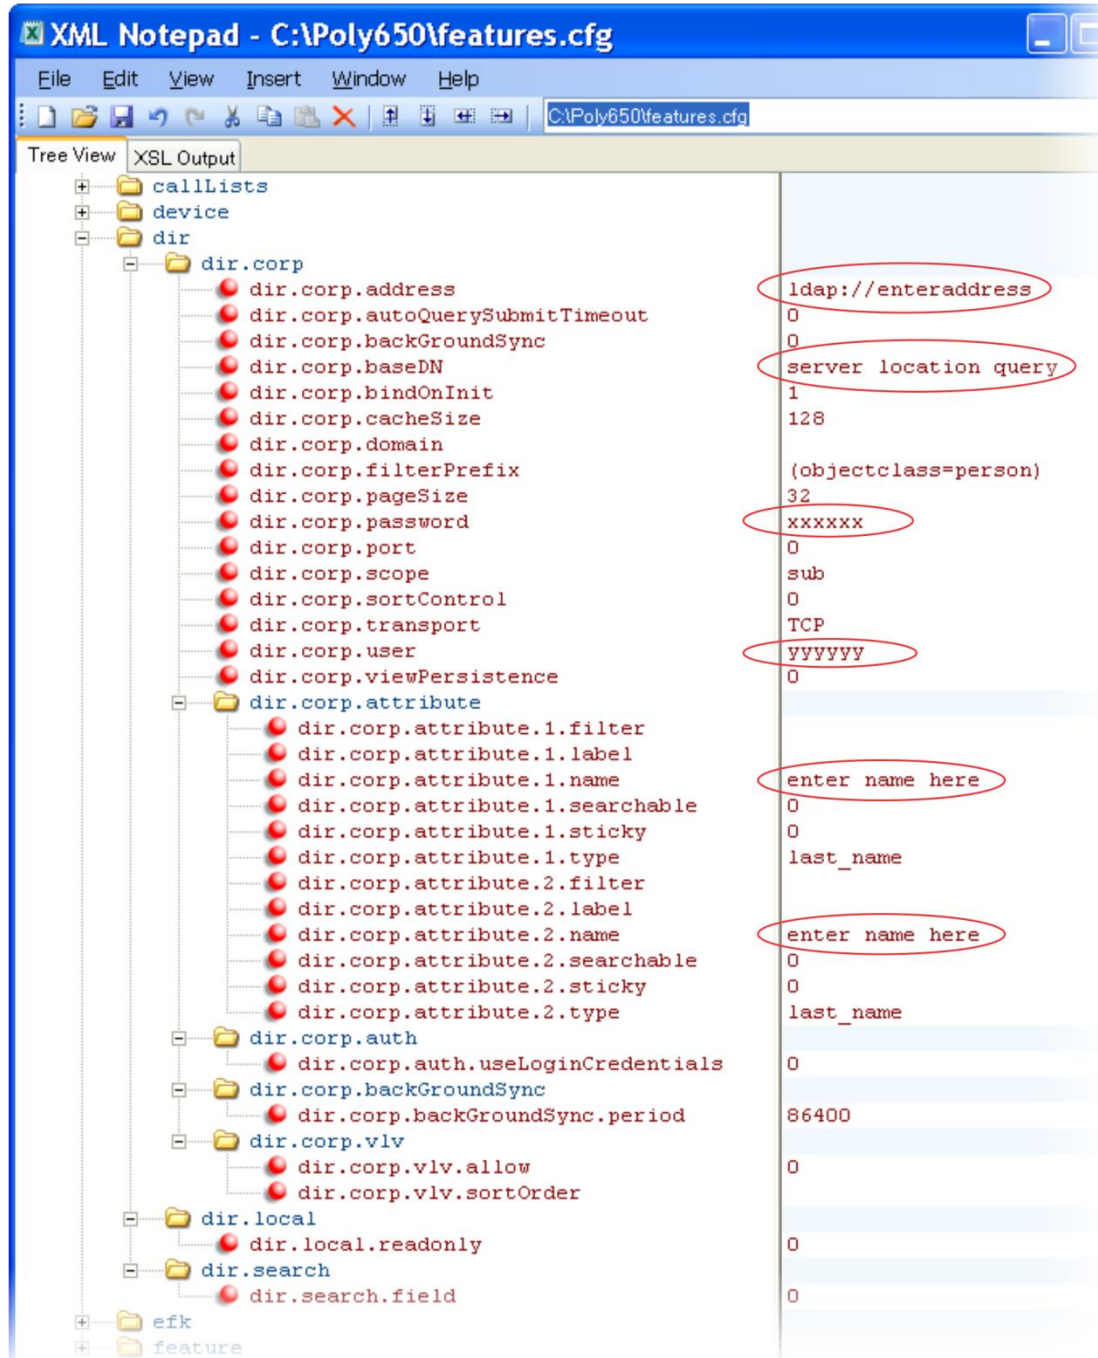 XML Notepad - C:\Poly650\features.cfg
File Edit View Insert Window Help
C:\Poly650\features.cfg
Tree View XSL Output
callLists
device
dir
dir.corp
dir.corp.address ldap://enteraddress
dir.corp.autoQuerySubmitTimeout 0
dir.corp.backGroundSync 0
dir.corp.baseDN server location query
dir.corp.bindOnInit 1
dir.corp.cacheSize 128
dir.corp.domain
dir.corp.filterPrefix (objectclass=person)
dir.corp.pageSize 32
dir.corp.password xxxxxx
dir.corp.port 0
dir.corp.scope sub
dir.corp.sortControl 0
dir.corp.transport TCP
dir.corp.user yyyyyy
dir.corp.viewPersistence 0
dir.corp.attribute
dir.corp.attribute.1.filter
dir.corp.attribute.1.label
dir.corp.attribute.1.name enter name here
dir.corp.attribute.1.searchable 0
dir.corp.attribute.1.sticky 0
dir.corp.attribute.1.type last_name
dir.corp.attribute.2.filter
dir.corp.attribute.2.label
dir.corp.attribute.2.name enter name here
dir.corp.attribute.2.searchable 0
dir.corp.attribute.2.sticky 0
dir.corp.attribute.2.type last_name
dir.corp.auth
dir.corp.auth.useLoginCredentials 0
dir.corp.backGroundSync
dir.corp.backGroundSync.period 86400
dir.corp.vlv
dir.corp.vlv.allow 0
dir.corp.vlv.sortOrder
dir.local
dir.local.readonly 0
dir.search
dir.search.field 0
efk
feature